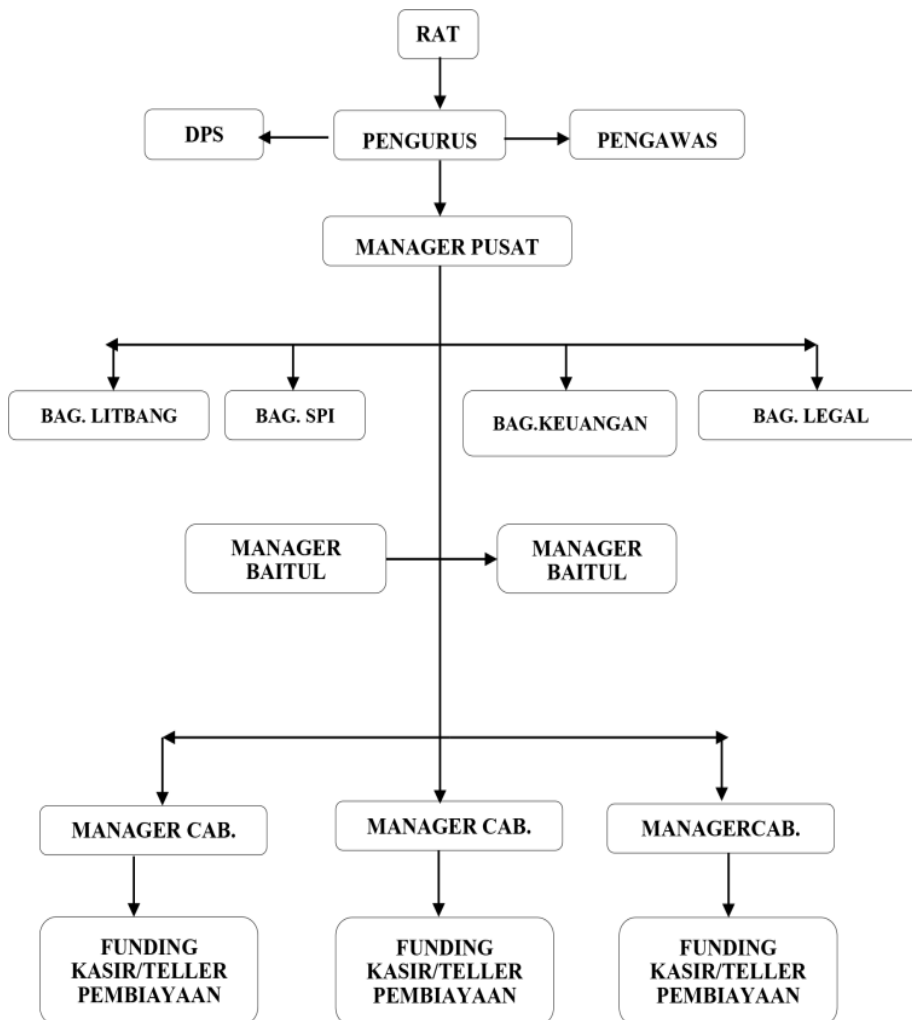 RAT
DPS
PENGURUS
PENGAWAS
MANAGER PUSAT
BAG. LITBANG
BAG. SPI
BAG.KEUANGAN
BAG. LEGAL
MANAGER
BAITUL
MANAGER
BAITUL
MANAGER CAB.
MANAGER CAB.
MANAGERCAB.
FUNDING
KASIR/TELLER
PEMBIAYAAN
FUNDING
KASIR/TELLER
PEMBIAYAAN
FUNDING
KASIR/TELLER
PEMBIAYAAN